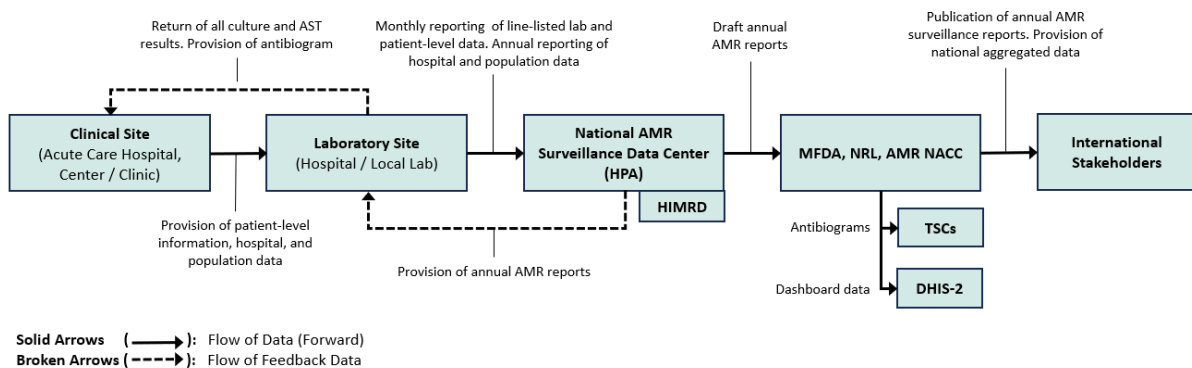 Return of all culture and AST
results. Provision of antibiogram
Monthly reporting of line-listed lab and
patient-level data. Annual reporting of
hospital and population data
Draft annual
AMR reports
Publication of annual AMR
surveillance reports. Provision of
national aggregated data
Clinical Site
(Acute Care Hospital,
Center / Clinic)
Laboratory Site
(Hospital / Local Lab)
National AMR
Surveillance Data Center
(HPA)
HIMRD
MFDA, NRL, AMR NACC
International
Stakeholders
Provision of patient-level
information, hospital, and
population data
Provision of annual AMR reports
Antibiograms
TSCs
Dashboard data
DHIS-2
Solid Arrows ( ): Flow of Data (Forward)
Broken Arrows ( ): Flow of Feedback Data